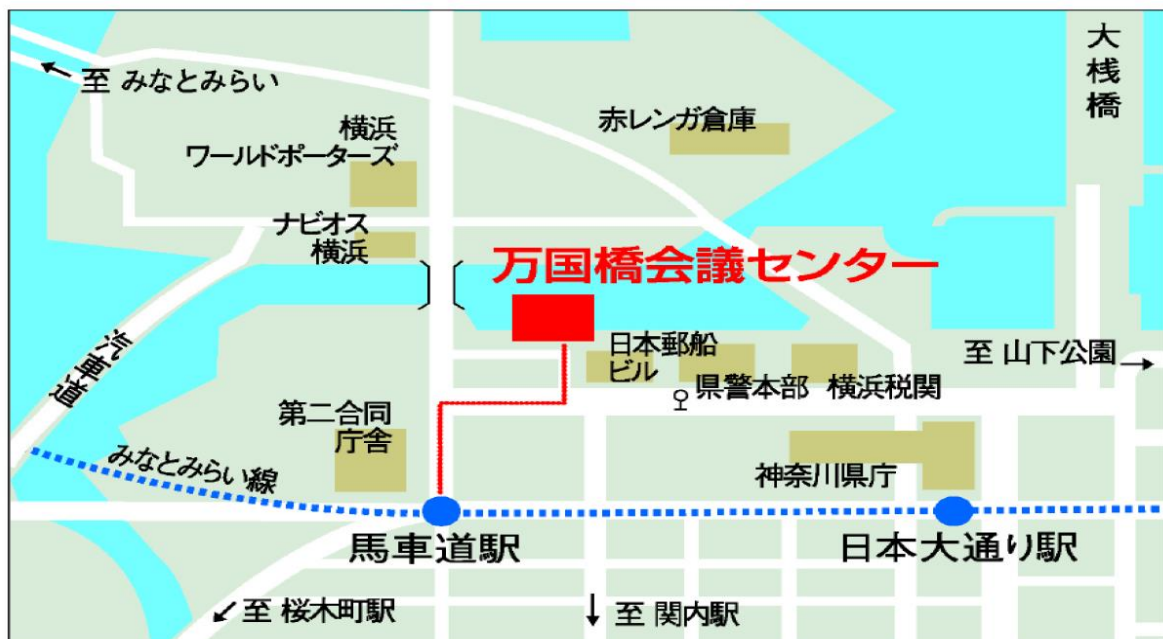 大桟橋
至 みなとみらい
横浜
ワールドポーターズ
赤レンガ倉庫
ナビオス
横浜
万国橋会議センター
汽車道
日本郵船
ビル
県警本部
横浜税関
至 山下公園
第二合同
庁舎
みなとみらい線
神奈川県庁
馬車道駅
日本大通り駅
至 桜木町駅
至 関内駅